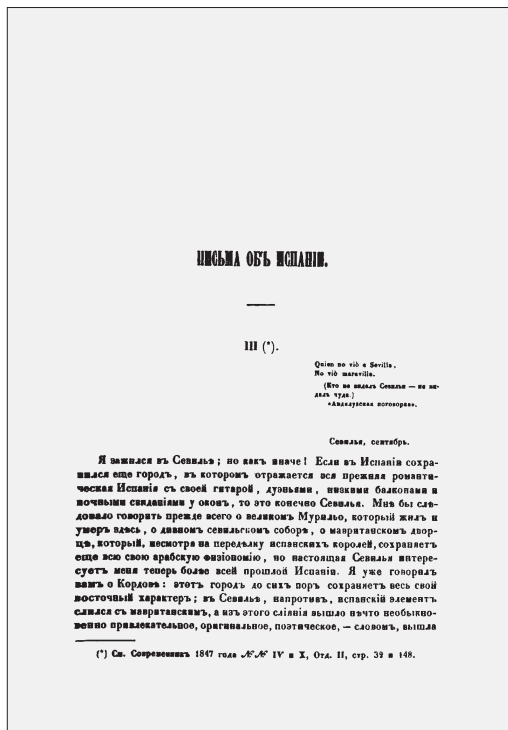 ПИСЬМА ОБЪ ИСПАНІИ.
III (*).
Quien no viò a Sevilla,
No viò maravilla.
(Кто не видалъ Севильи — не ви-
далъ чуда.)
«Андалузская поговорка».
Севилья, сентябрь.
Я зажился въ Севильѣ; но какъ иначе! Если въ Испаніи сохра-
нился еще городъ, въ которомъ отражается вся прежняя романти-
ческая Испанія съ своей гитарой, дуэньями, низкими балконами и
ночными свиданіями у оконъ, то это конечно Севилья. Мнѣ бы слѣ-
довало говорить прежде всего о великомъ Мурильо, который жилъ и
умеръ здѣсь, о дивномъ севильскомъ соборѣ, о мавританскомъ двор-
цѣ, который, несмотря на передѣлку испанскихъ королей, сохраняетъ
еще всю свою арабскую физіономію, но настоящая Севилья интере-
суетъ меня теперь болѣе всей прошлой Испаніи. Я уже говорилъ
вамъ о Кордовѣ: этотъ городъ до сихъ поръ сохраняетъ весь свой
восточный характеръ; въ Севильѣ, напротивъ, испанскій элементъ
слился съ мавританскимъ, а изъ этого сліянія вышло нѣчто необыкно-
венно привлекательное, оригинальное, поэтическое, — словомъ, вышла
(*) См. Современникъ 1847 года №№ IV и X, Отд. II, стр. 32 и 148.